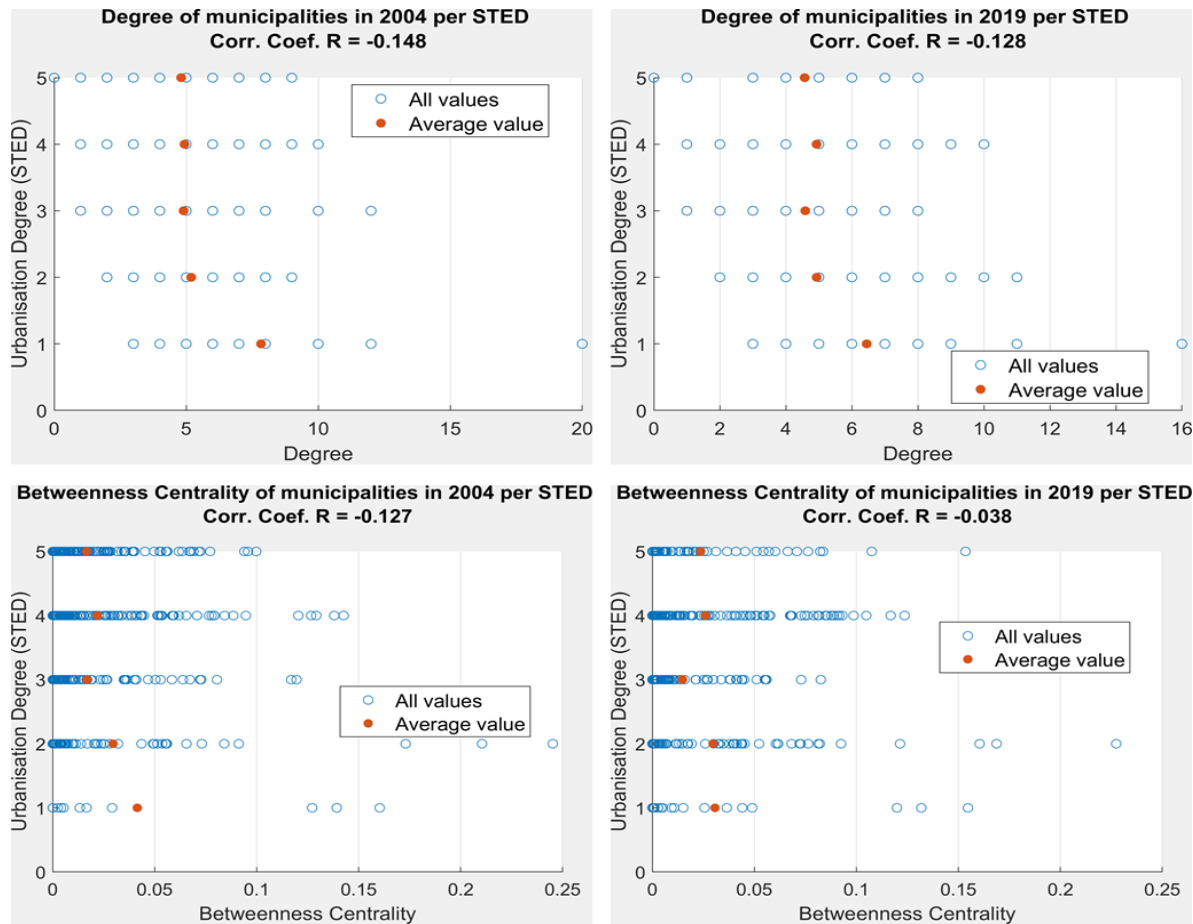 Degree of municipalities in 2004 per STED
Corr. Coef. R = -0.148
5
4
3
2
1
0
Urbanisation Degree (STED)
All values
Average value
0 5 10 15 20
Degree
Degree of municipalities in 2019 per STED
Corr. Coef. R = -0.128
5
4
3
2
1
0
Urbanisation Degree (STED)
All values
Average value
0 2 4 6 8 10 12 14 16
Degree
Betweenness Centrality of municipalities in 2004 per STED
Corr. Coef. R = -0.127
5
4
3
2
1
0
Urbanisation Degree (STED)
All values
Average value
0 0.05 0.1 0.15 0.2 0.25
Betweenness Centrality
Betweenness Centrality of municipalities in 2019 per STED
Corr. Coef. R = -0.038
5
4
3
2
1
0
Urbanisation Degree (STED)
All values
Average value
0 0.05 0.1 0.15 0.2 0.25
Betweenness Centrality